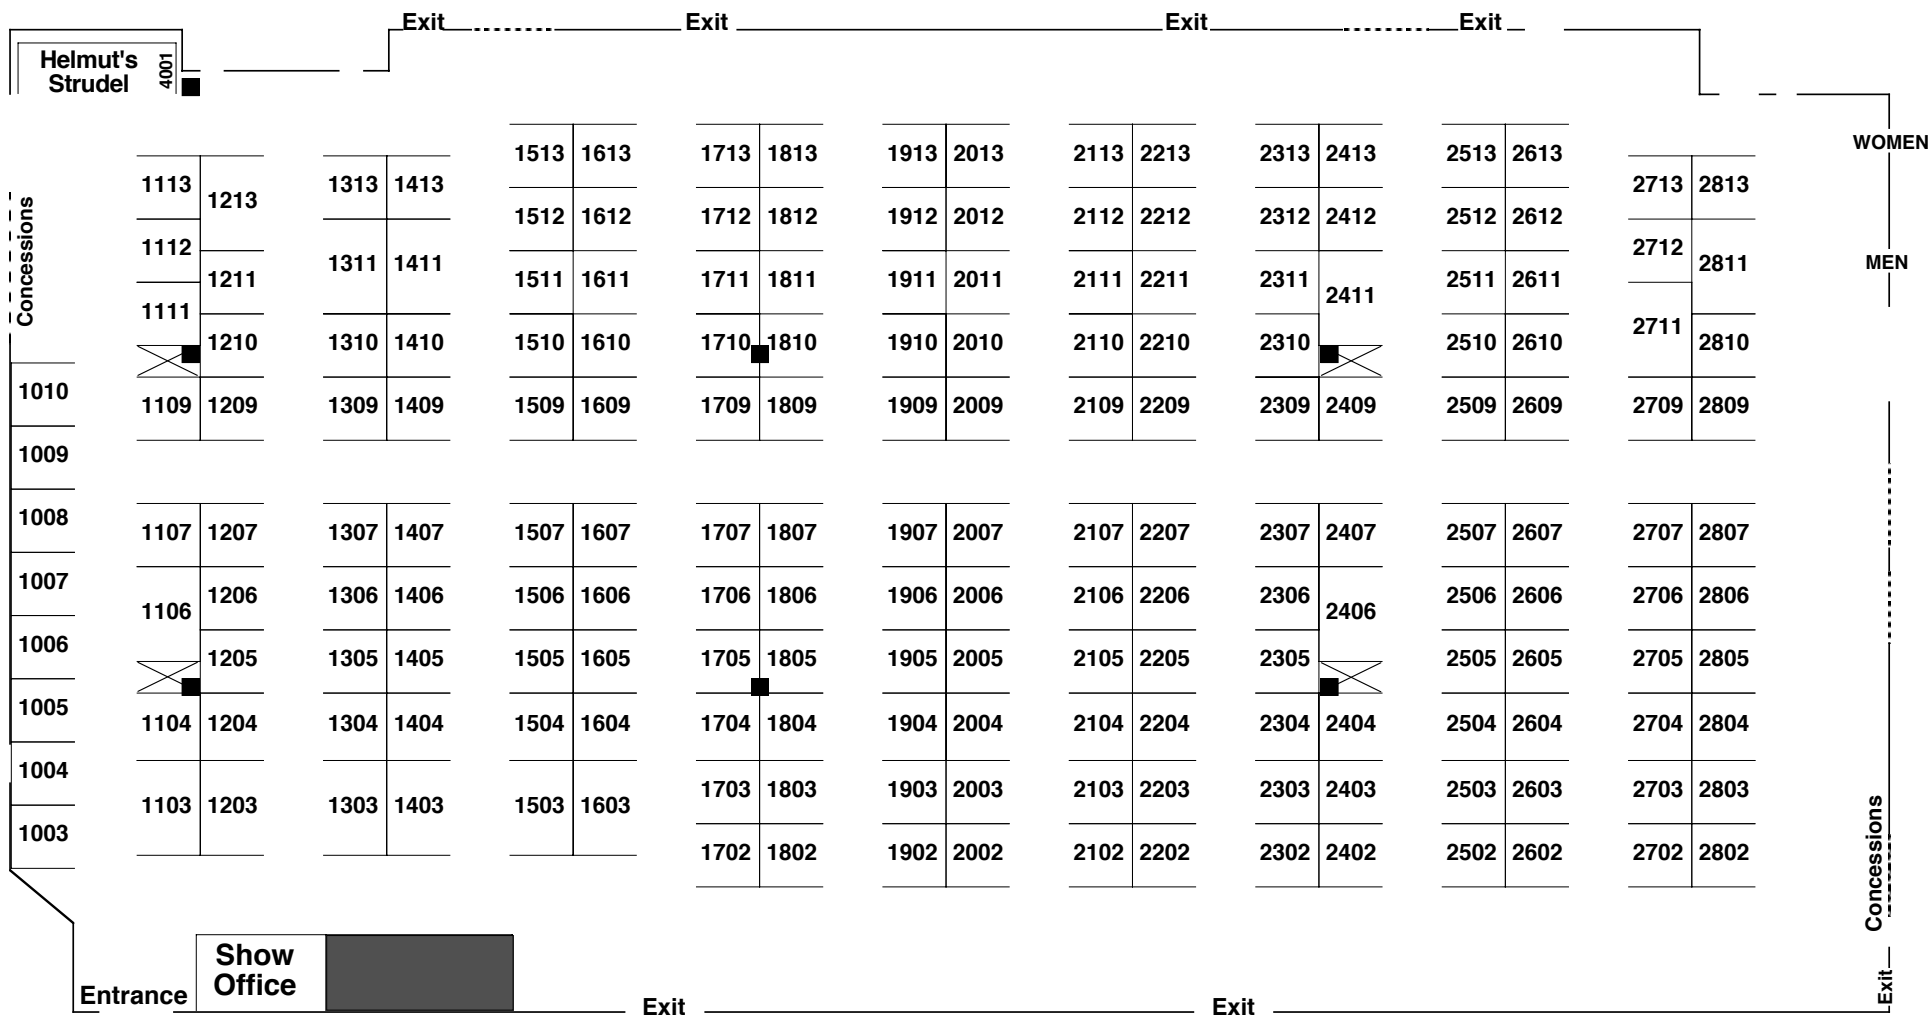 Exit Exit Exit Exit
Helmut's
Strudel
4001
WOMEN
1513 1613 1713 1813 1913 2013 2113 2213 2313 2413 2513 2613
1113 1213 1313 1413 2713 2813
1512 1612 1712 1812 1912 2012 2112 2212 2312 2412 2512 2612
1112 2712
Concessions
1311 1411 2811 MEN
1211 1511 1611 1711 1811 1911 2011 2111 2211 2311 2411 2511 2611
1111 2711
1210 1310 1410 1510 1610 1710 1810 1910 2010 2110 2210 2310 2510 2610 2810
1010
1109 1209 1309 1409 1509 1609 1709 1809 1909 2009 2109 2209 2309 2409 2509 2609 2709 2809
1009
1008
1107 1207 1307 1407 1507 1607 1707 1807 1907 2007 2107 2207 2307 2407 2507 2607 2707 2807
1007
1206 1306 1406 1506 1606 1706 1806 1906 2006 2106 2206 2306 2506 2606 2706 2806
1106 2406
1006
1205 1305 1405 1505 1605 1705 1805 1905 2005 2105 2205 2305 2505 2605 2705 2805
1005
1104 1204 1304 1404 1504 1604 1704 1804 1904 2004 2104 2204 2304 2404 2504 2604 2704 2804
1004
1703 1803 1903 2003 2103 2203 2303 2403 2503 2603 2703 2803
1103 1203 1303 1403 1503 1603
1003
1702 1802 1902 2002 2102 2202 2302 2402 2502 2602 2702 2802
Concessions
Show
Office
Entrance
Exit Exit
Exit